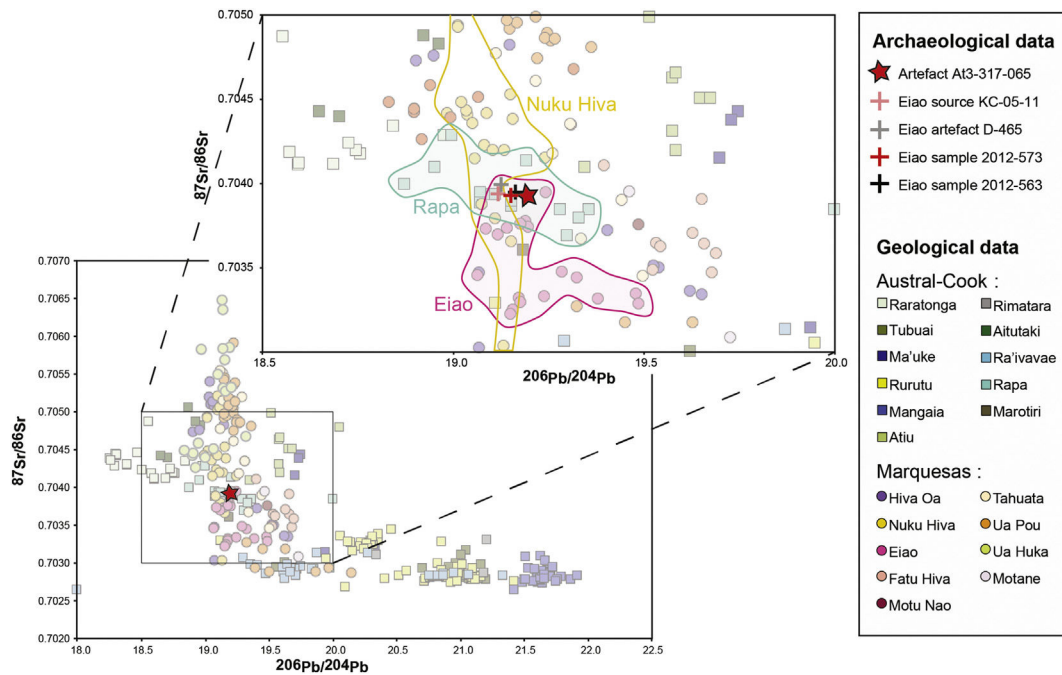 0.7050
0.7045
0.7040
0.7035
87Sr/86Sr
Nuku Hiva
Rapa
Eiao
18.5
19.0
19.5
20.0
206Pb/204Pb
0.7070
0.7065
0.7060
0.7055
0.7050
0.7045
0.7040
0.7035
0.7030
0.7025
0.7020
87Sr/86Sr
18.0
18.5
19.0
19.5
20.0
20.5
21.0
21.5
22.0
22.5
206Pb/204Pb
Archaeological data
Artefact At3-317-065
Eiao source KC-05-11
Eiao artefact D-465
Eiao sample 2012-573
Eiao sample 2012-563
Geological data
Austral-Cook :
Raratonga
Rimatara
Tubuai
Aitutaki
Ma'uke
Ra'ivavae
Rurutu
Rapa
Mangaia
Marotiri
Atiu
Marquesas :
Hiva Oa
Tahuata
Nuku Hiva
Ua Pou
Eiao
Ua Huka
Fatu Hiva
Motane
Motu Nao